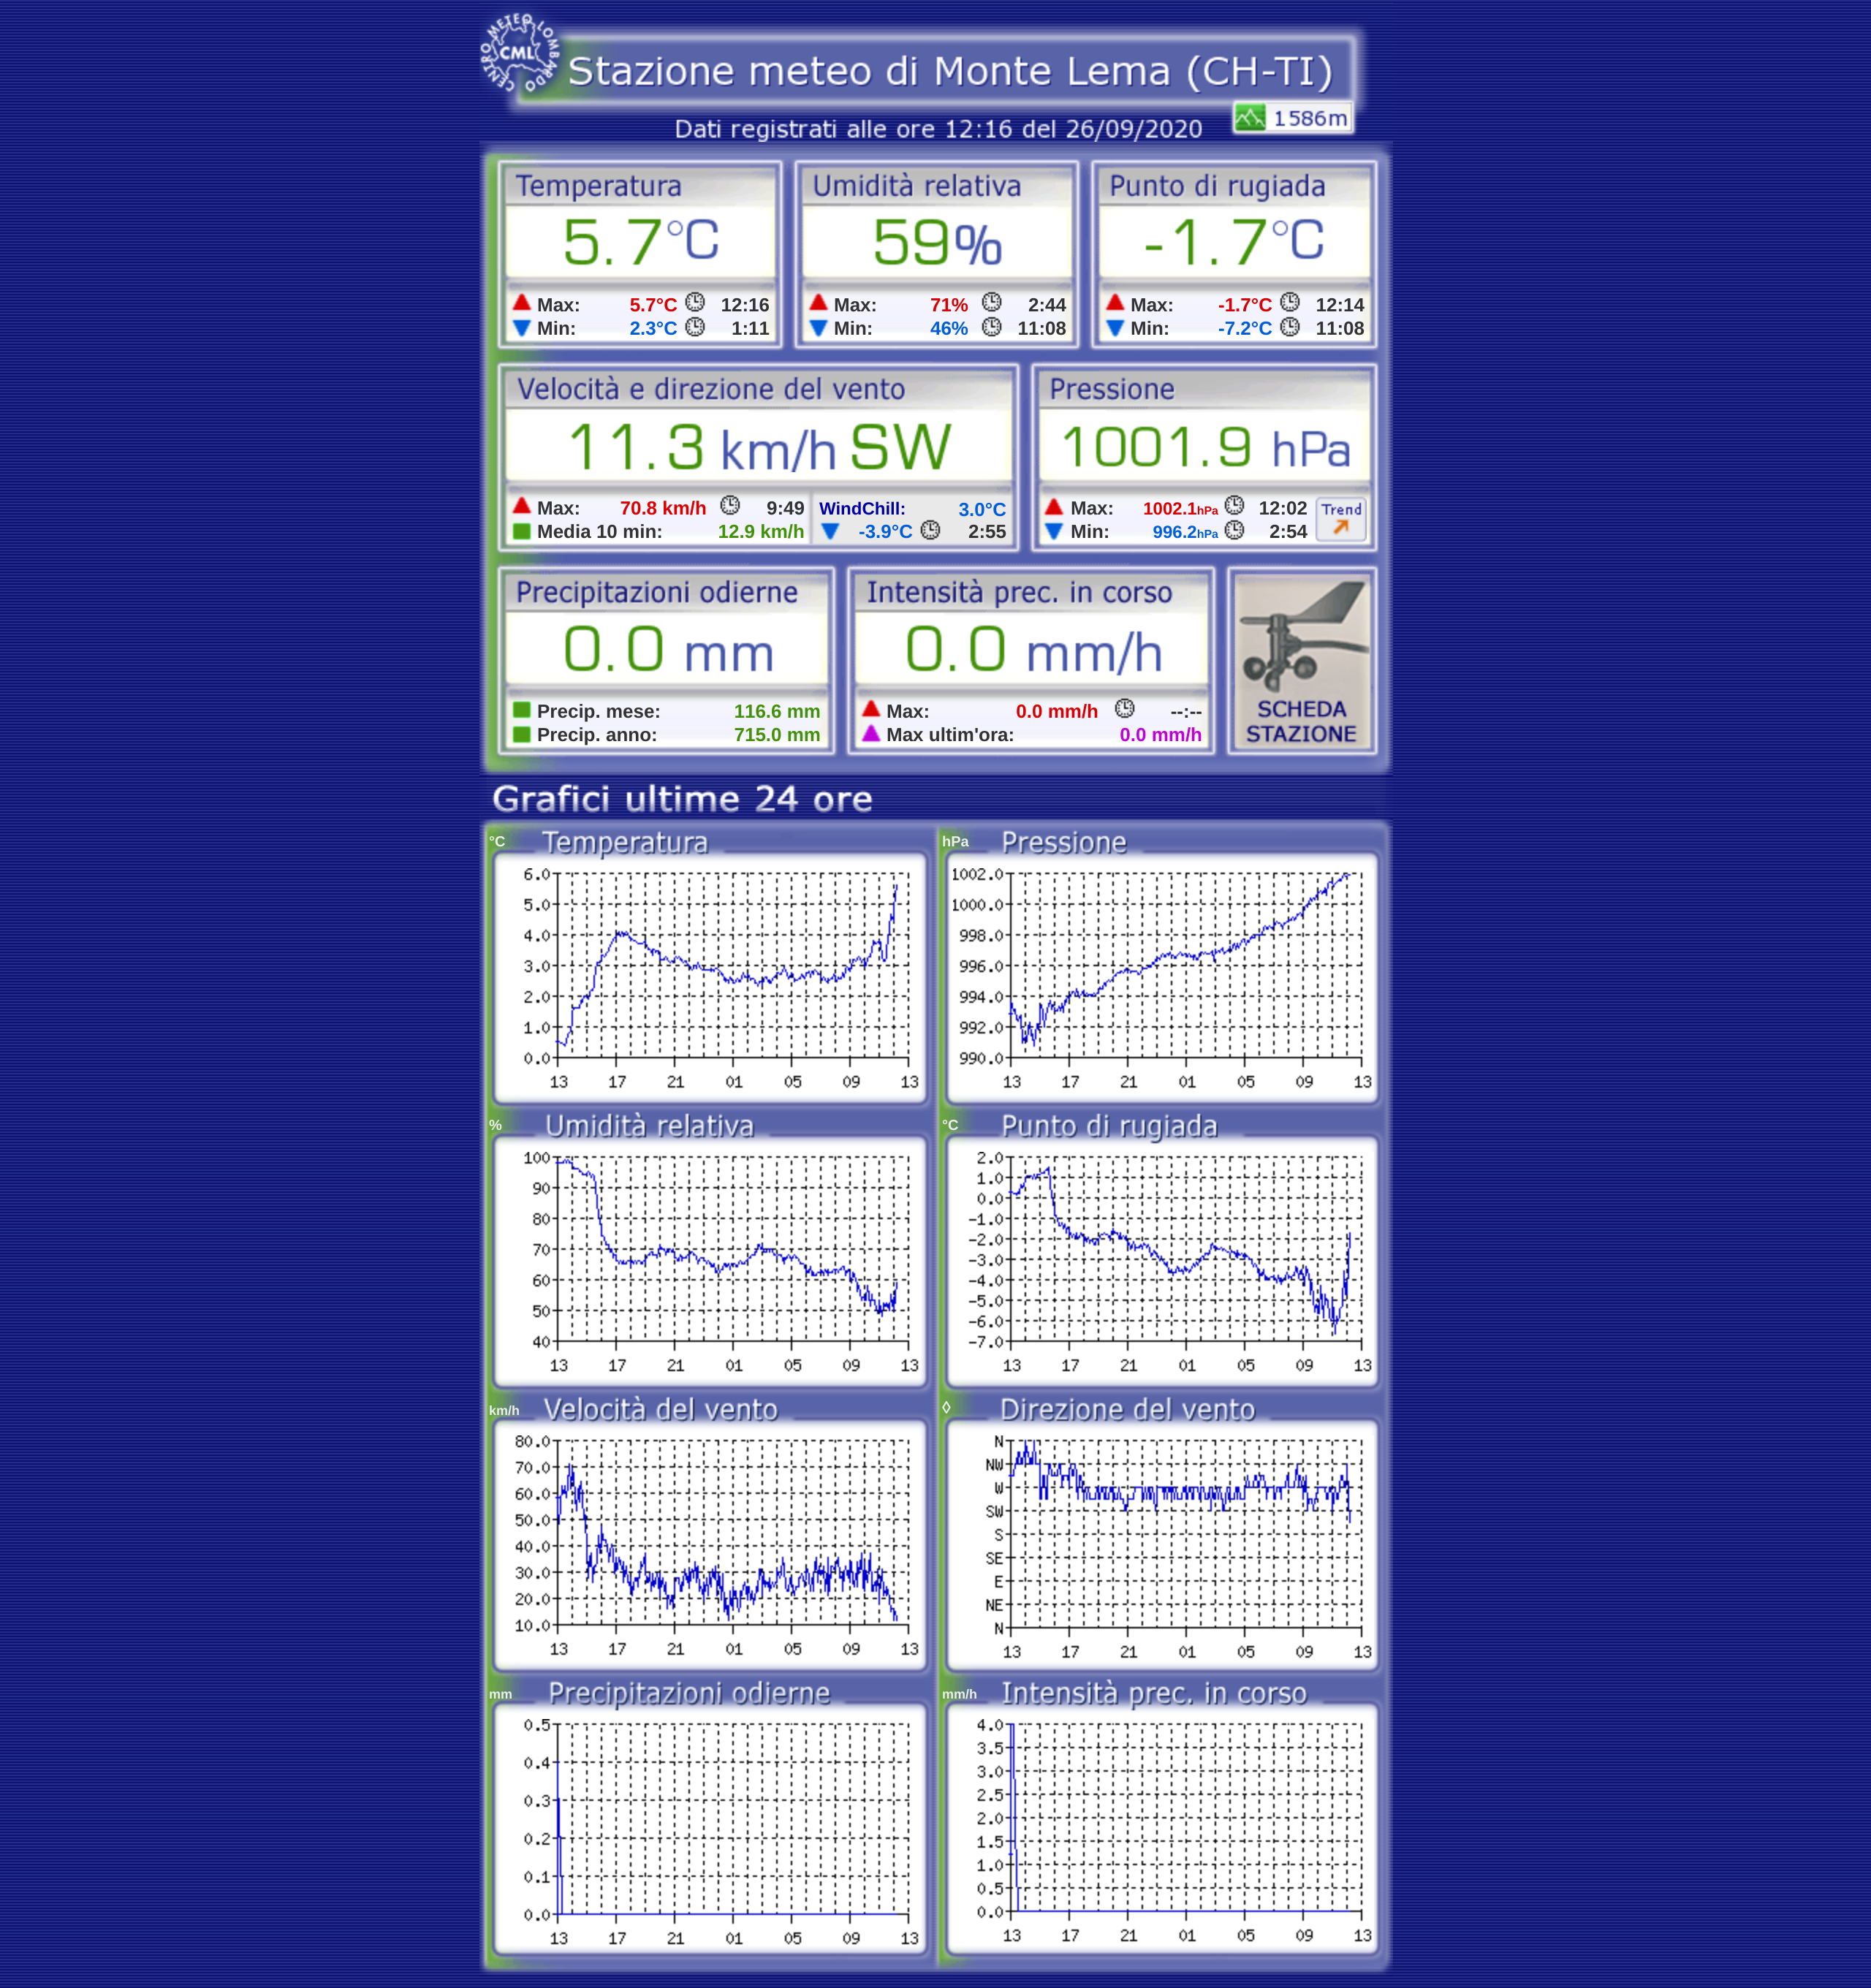 CENTRO METEO LOMBARDO
CML
Stazione meteo di Monte Lema (CH-TI)
1586m
Dati registrati alle ore 12:16 del 26/09/2020
Temperatura
5.7°C
Max: 5.7°C 12:16
Min: 2.3°C 1:11
Umidità relativa
59%
Max: 71% 2:44
Min: 46% 11:08
Punto di rugiada
-1.7°C
Max: -1.7°C 12:14
Min: -7.2°C 11:08
Velocità e direzione del vento
11.3 km/h SW
Max: 70.8 km/h 9:49
Media 10 min: 12.9 km/h
WindChill: 3.0°C
-3.9°C 2:55
Pressione
1001.9 hPa
Max: 1002.1hPa 12:02
Min: 996.2hPa 2:54
Trend
Precipitazioni odierne
0.0 mm
Precip. mese: 116.6 mm
Precip. anno: 715.0 mm
Intensità prec. in corso
0.0 mm/h
Max: 0.0 mm/h --:--
Max ultim'ora: 0.0 mm/h
SCHEDA
STAZIONE
Grafici ultime 24 ore
°C Temperatura
6.0
5.0
4.0
3.0
2.0
1.0
0.0
13 17 21 01 05 09 13
hPa Pressione
1002.0
1000.0
998.0
996.0
994.0
992.0
990.0
13 17 21 01 05 09 13
% Umidità relativa
100
90
80
70
60
50
40
13 17 21 01 05 09 13
°C Punto di rugiada
2.0
1.0
0.0
-1.0
-2.0
-3.0
-4.0
-5.0
-6.0
-7.0
13 17 21 01 05 09 13
km/h Velocità del vento
80.0
70.0
60.0
50.0
40.0
30.0
20.0
10.0
13 17 21 01 05 09 13
◊ Direzione del vento
N
NW
W
SW
S
SE
E
NE
N
13 17 21 01 05 09 13
mm Precipitazioni odierne
0.5
0.4
0.3
0.2
0.1
0.0
13 17 21 01 05 09 13
mm/h Intensità prec. in corso
4.0
3.5
3.0
2.5
2.0
1.5
1.0
0.5
0.0
13 17 21 01 05 09 13